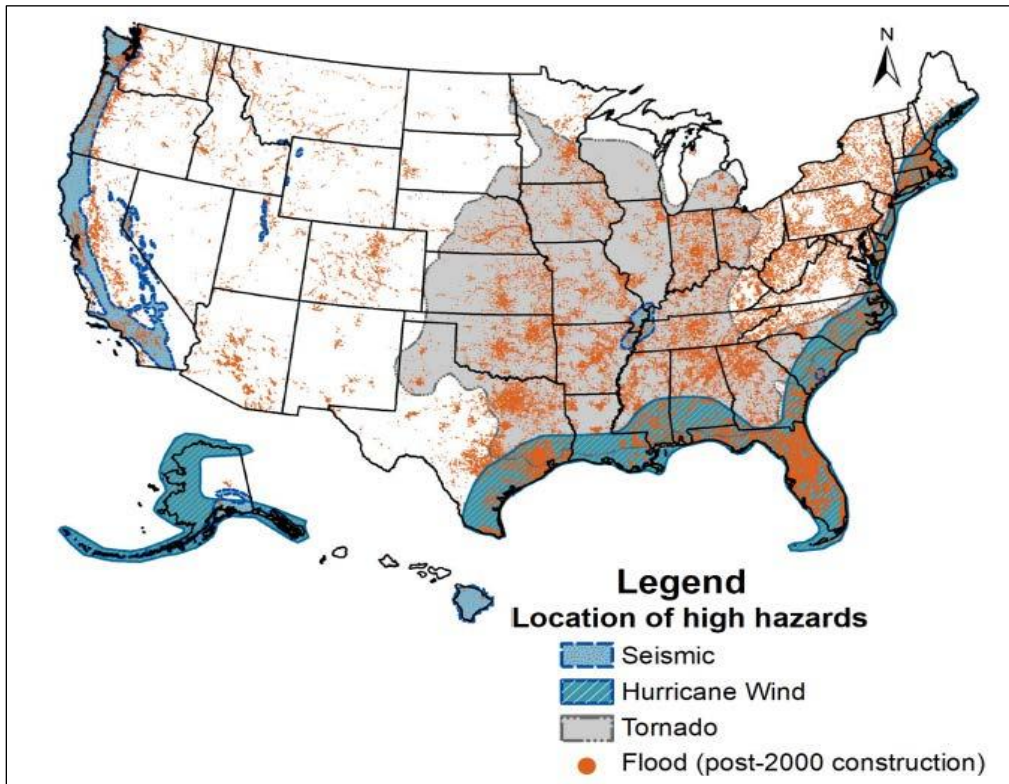 N
Legend
Location of high hazards
Seismic
Hurricane Wind
Tornado
Flood (post-2000 construction)